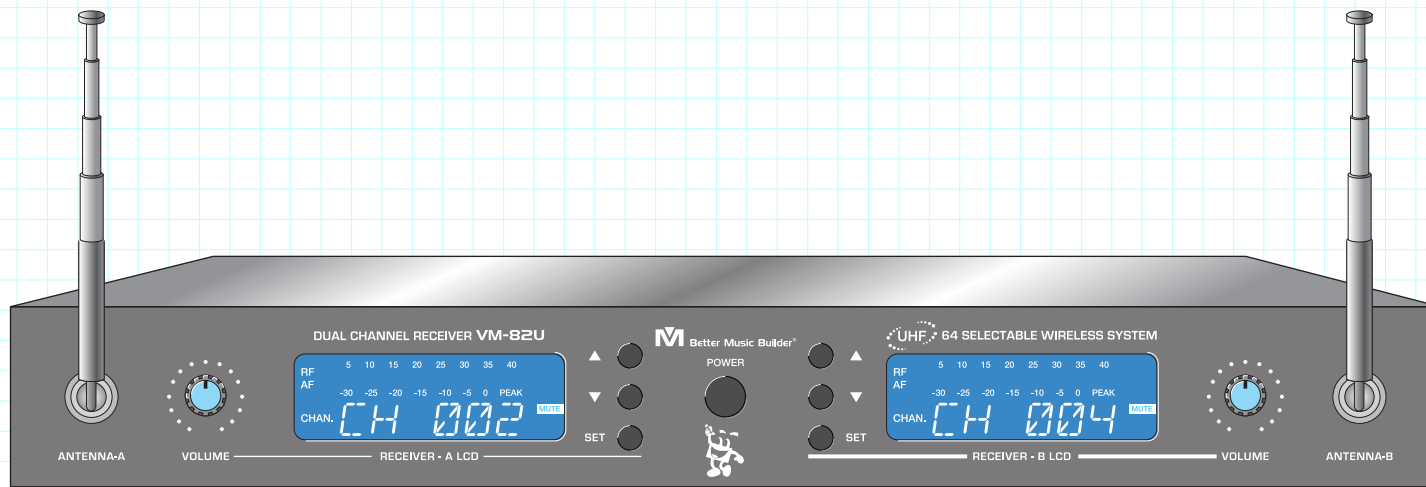 DUAL CHANNEL RECEIVER VM-82U
5 10 15 20 25 30 35 40
RF
AF
-30 -25 -20 -15 -10 -5 0 PEAK
CHAN. CH 002 MUTE
SET
ANTENNA-A
VOLUME
RECEIVER - A LCD
M Better Music Builder®
POWER
UHF 64 SELECTABLE WIRELESS SYSTEM
5 10 15 20 25 30 35 40
RF
AF
-30 -25 -20 -15 -10 -5 0 PEAK
CHAN. CH 004 MUTE
SET
RECEIVER - B LCD
VOLUME
ANTENNA-B